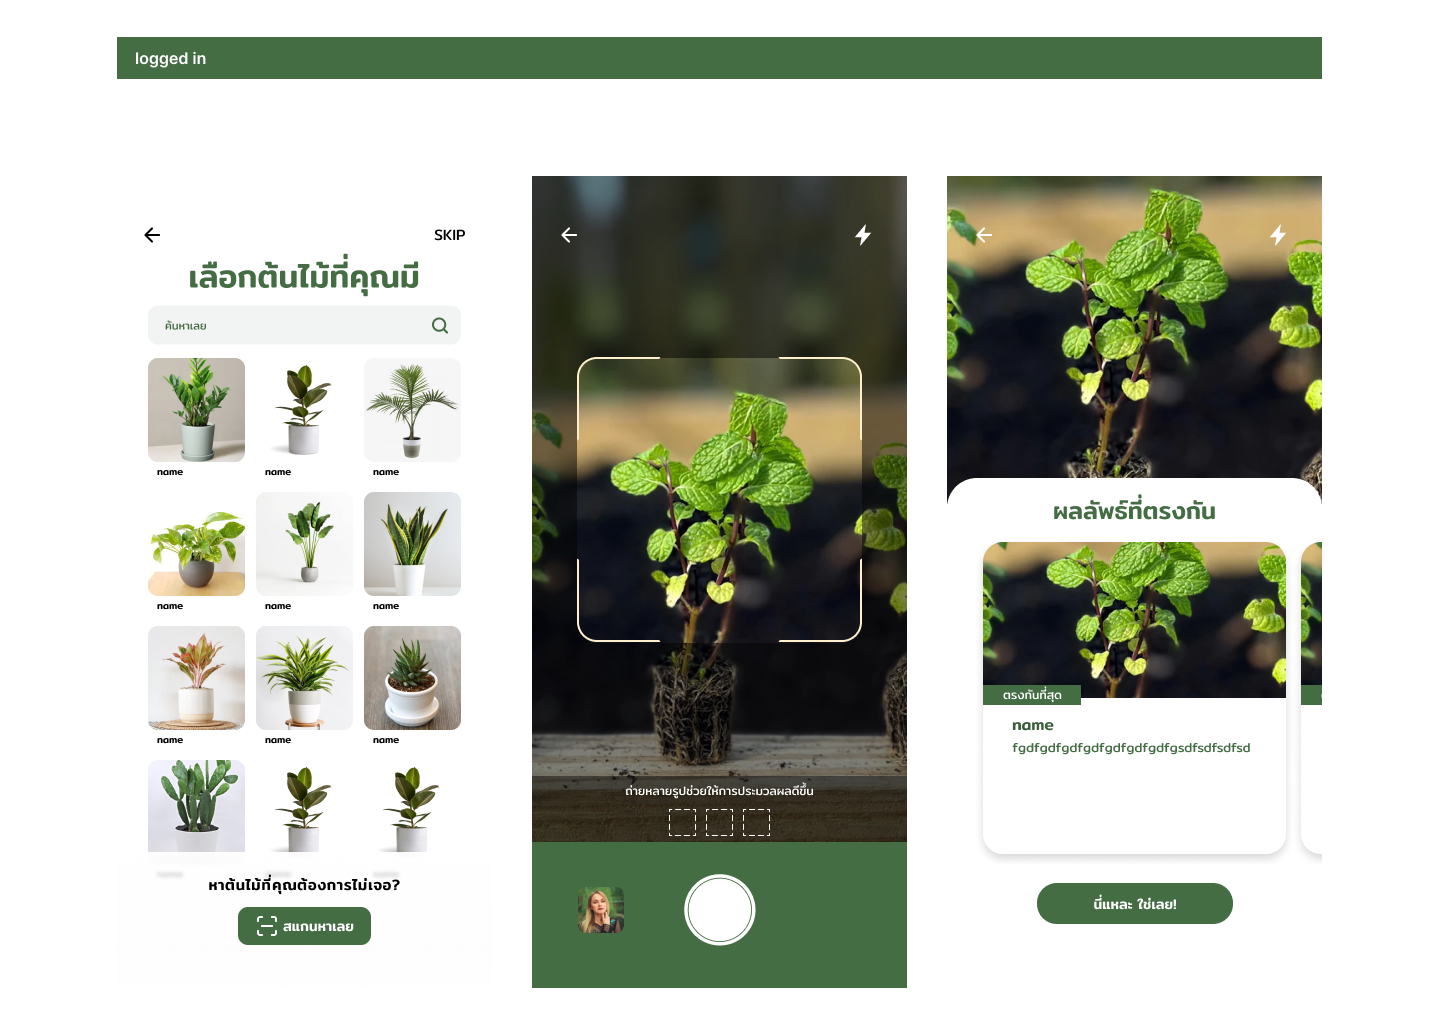 logged in
SKIP
เลือกต้นไม้ที่คุณมี
ค้นหาเลย
name
name
name
name
name
name
name
name
name
หาต้นไม้ที่คุณต้องการไม่เจอ?
สแกนหาเลย
ถ่ายหลายรูปช่วยให้การประมวลผลดีขึ้น
ผลลัพธ์ที่ตรงกัน
ตรงกันที่สุด
name
fgdfgdfgdfgdfgdfgdfgdfgsdfsdfsdfsd
นี่แหละ ใช่เลย!